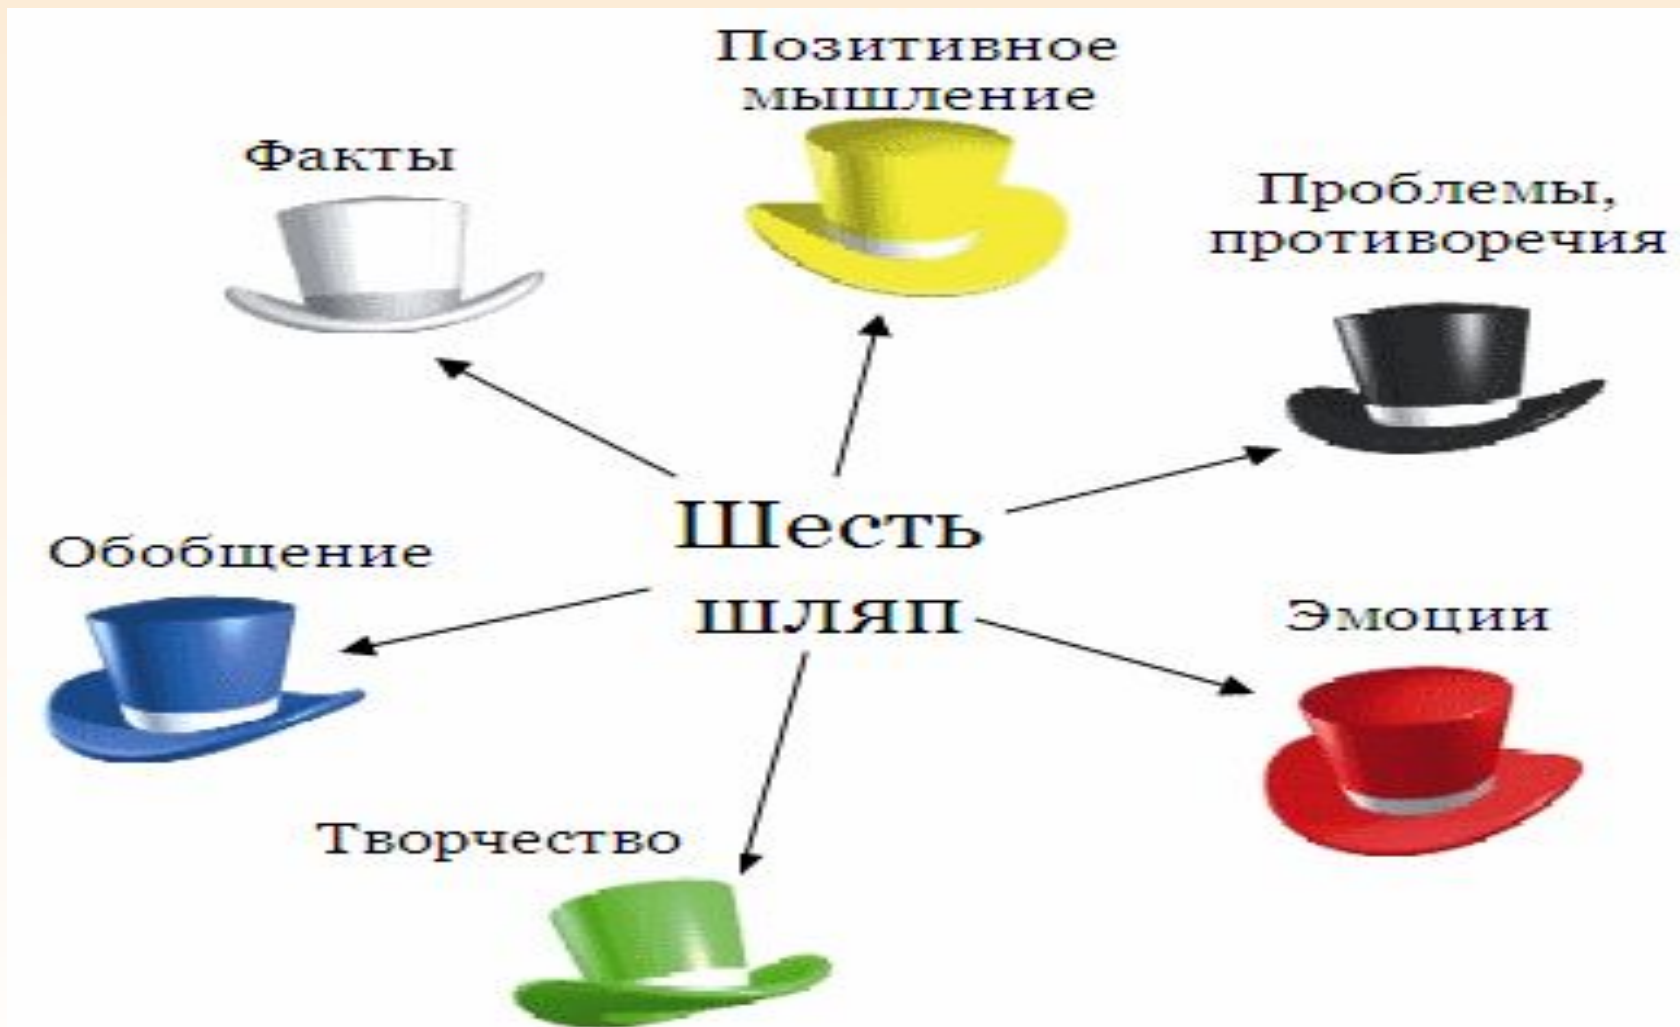 Позитивное
мышление
Факты
Проблемы,
противоречия
Шесть
шляп
Обобщение
Эмоции
Творчество